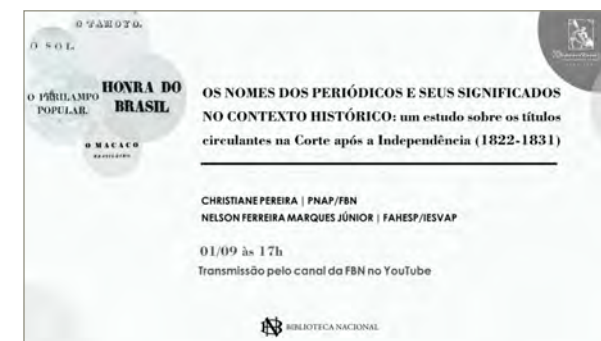 O TAMOYO.
O SOL
O PĒRILAMPO
POPULAR.
HONRA DO
BRASIL
O MACACO
BRASILEIRO
OS NOMES DOS PERIÓDICOS E SEUS SIGNIFICADOS
NO CONTEXTO HISTÓRICO: um estudo sobre os títulos
circulantes na Corte após a Independência (1822-1831)
CHRISTIANE PEREIRA | PNAP/FBN
NELSON FERREIRA MARQUES JÚNIOR | FAHESP/IESVAP
01/09 às 17h
Transmissão pelo canal da FBN no YouTube
BIBLIOTECA NACIONAL